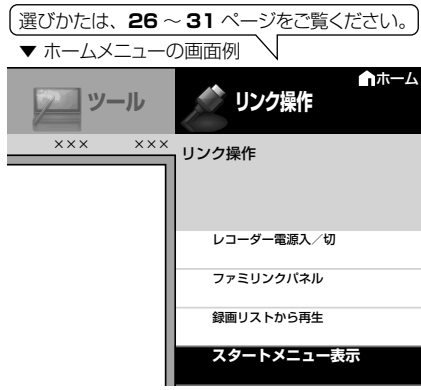 選びかたは、26～31 ページをご覧ください。
▼ ホームメニューの画面例
ホーム
ツール リンク操作
××× ×××
リンク操作
レコーダー電源入／切
ファミリンクパネル
録画リストから再生
スタートメニュー表示